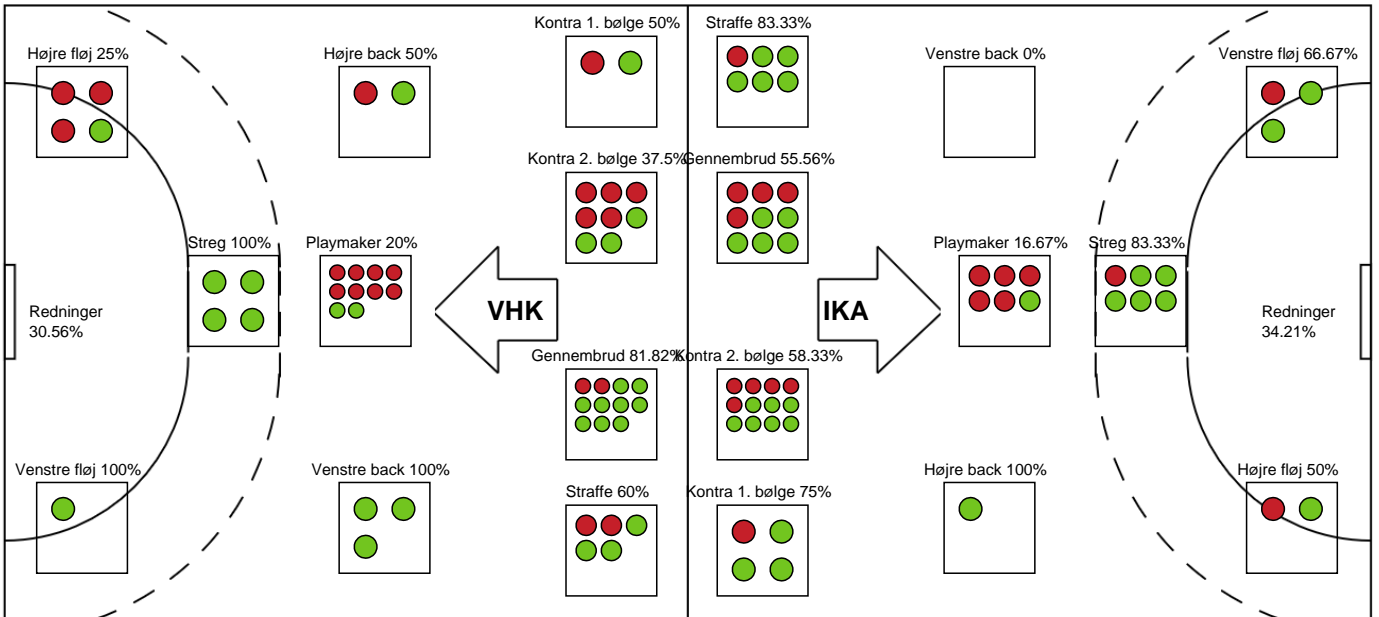 Kontra 1. bølge 50%
Straffe 83.33%
Højre fløj 25%
Højre back 50%
Venstre back 0%
Venstre fløj 66.67%
Kontra 2. bølge 37.5%
Gennembrud 55.56%
Streg 100%
Playmaker 20%
Playmaker 16.67%
Streg 83.33%
Redninger
30.56%
VHK
IKA
Redninger
34.21%
Gennembrud 81.82%
Kontra 2. bølge 58.33%
Venstre fløj 100%
Venstre back 100%
Højre back 100%
Højre fløj 50%
Straffe 60%
Kontra 1. bølge 75%